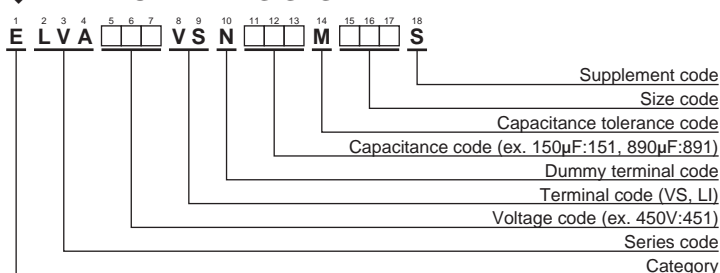 1 2 3 4 5 6 7 8 9 10 11 12 13 14 15 16 17 18
E L V A V S N M S
Supplement code
Size code
Capacitance tolerance code
Capacitance code (ex. 150µF:151, 890µF:891)
Dummy terminal code
Terminal code (VS, LI)
Voltage code (ex. 450V:451)
Series code
Category